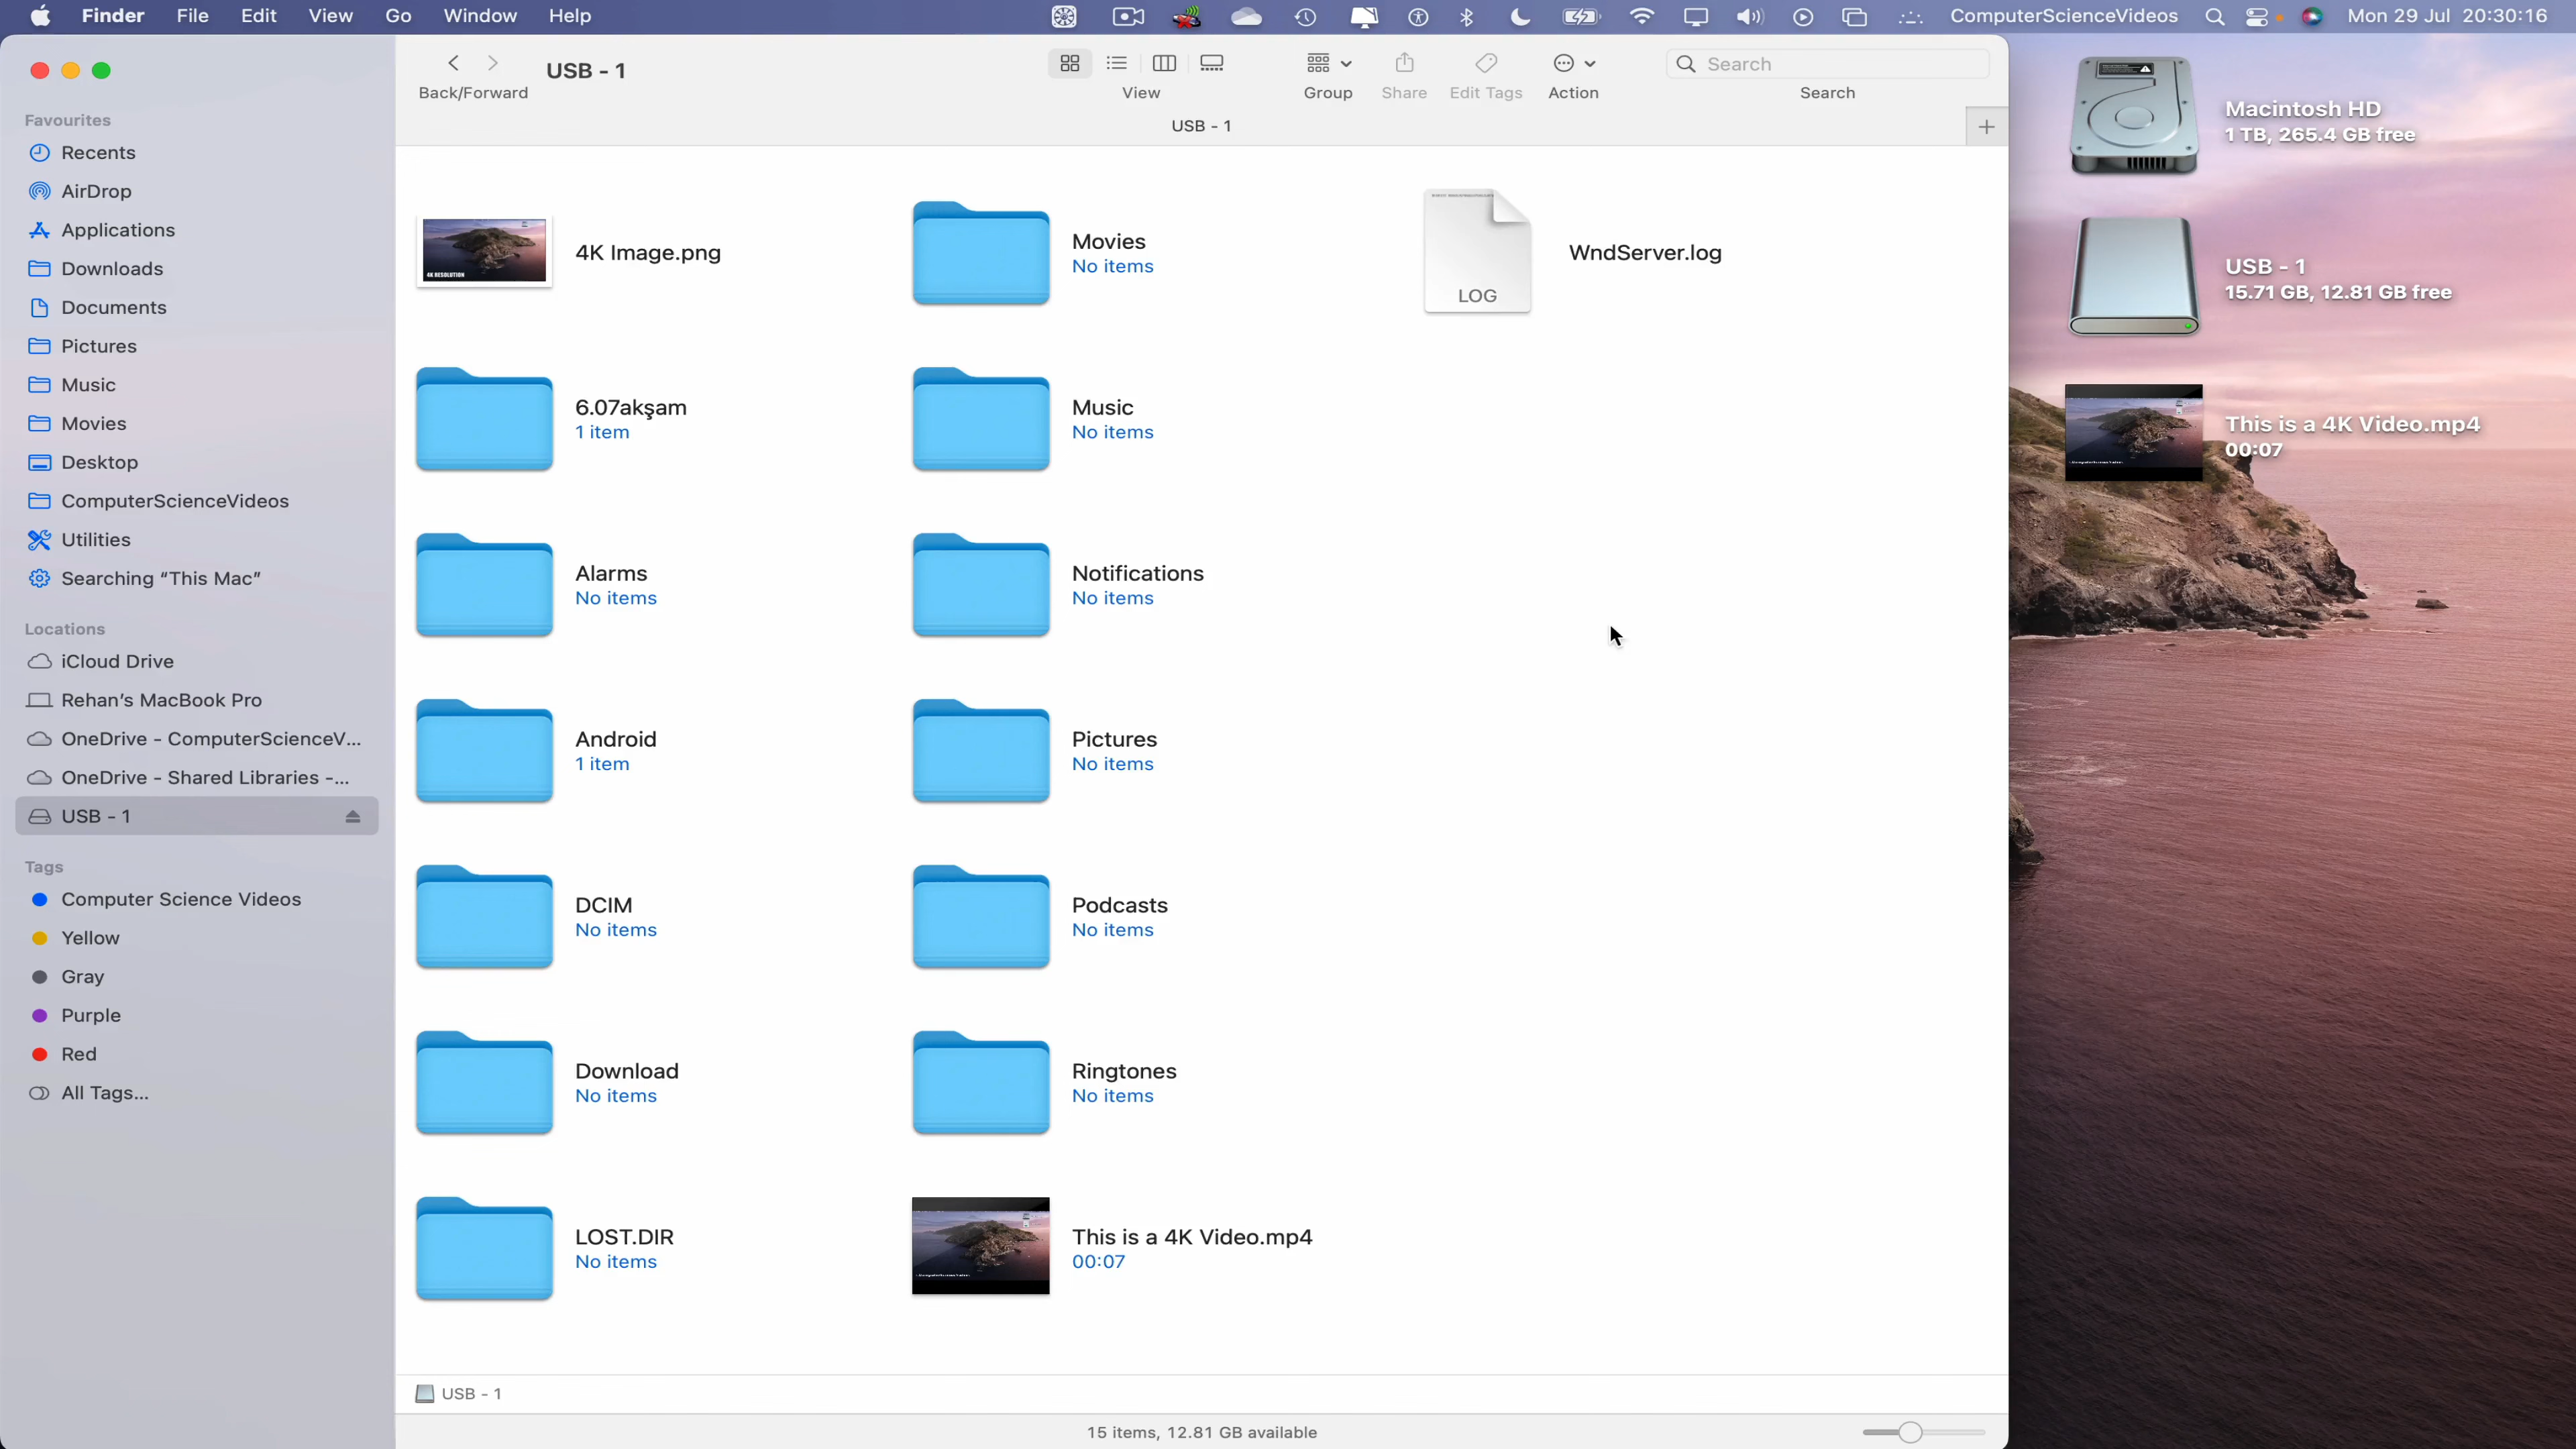 Finder File Edit View Go Window Help ComputerScienceVideos Mon 29 Jul 20:30:16
USB - 1
Back/Forward View Group Share Edit Tags Action Search
Search
USB - 1
Favourites
Recents
AirDrop
Applications
Downloads
Documents
Pictures
Music
Movies
Desktop
ComputerScienceVideos
Utilities
Searching “This Mac”
Locations
iCloud Drive
Rehan’s MacBook Pro
OneDrive - ComputerScienceV...
OneDrive - Shared Libraries -...
USB - 1
Tags
Computer Science Videos
Yellow
Gray
Purple
Red
All Tags...
4K RESOLUTION
4K Image.png
6.07akşam
1 item
Alarms
No items
Android
1 item
DCIM
No items
Download
No items
LOST.DIR
No items
Movies
No items
Music
No items
Notifications
No items
Pictures
No items
Podcasts
No items
Ringtones
No items
This is a 4K Video.mp4
00:07
LOG
WndServer.log
USB - 1
15 items, 12.81 GB available
Macintosh HD
1 TB, 265.4 GB free
USB - 1
15.71 GB, 12.81 GB free
This is a 4K Video.mp4
00:07